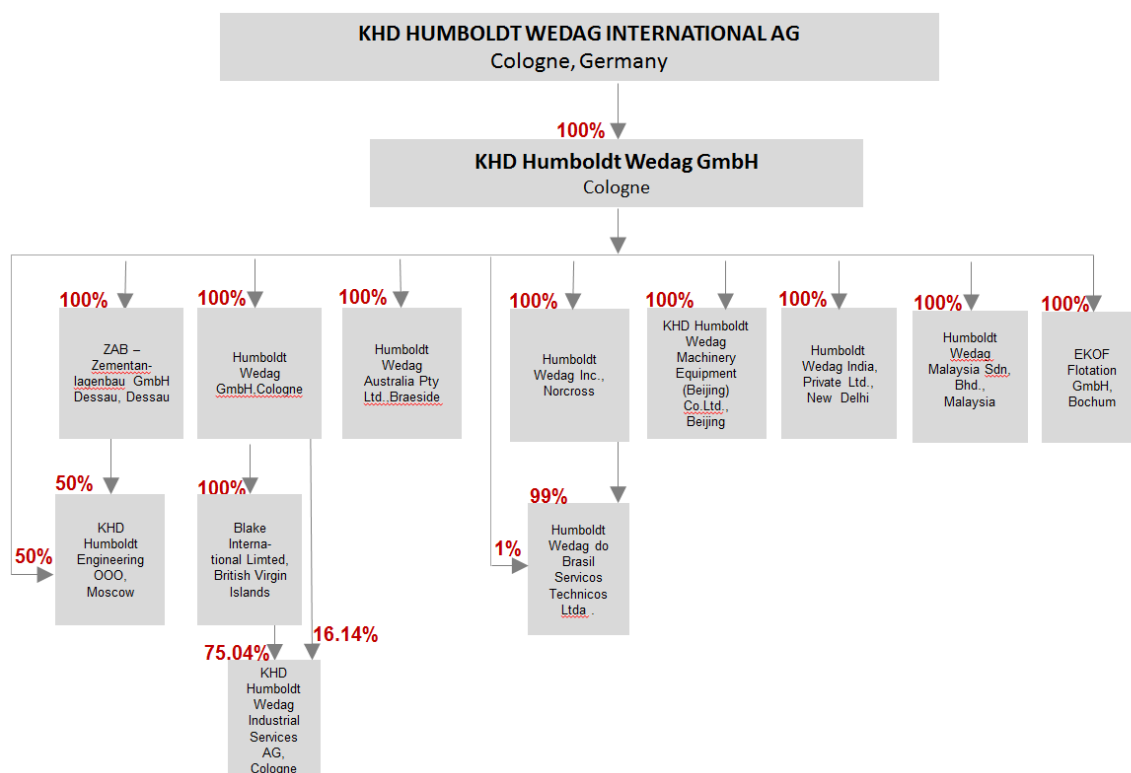 KHD HUMBOLDT WEDAG INTERNATIONAL AG
Cologne, Germany
100%
KHD Humboldt Wedag GmbH
Cologne
100%
ZAB –
Zementan-
lagenbau GmbH
Dessau, Dessau
100%
Humboldt
Wedag
GmbH,Cologne
100%
Humboldt
Wedag
Australia Pty
Ltd.,Braeside
100%
Humboldt
Wedag Inc.,
Norcross
100%
KHD Humboldt
Wedag
Machinery
Equipment
(Beijing)
Co.Ltd.,
Beijing
100%
Humboldt
Wedag India,
Private Ltd.,
New Delhi
100%
Humboldt
Wedag
Malaysia Sdn,
Bhd.,
Malaysia
100%
EKOF
Flotation
GmbH,
Bochum
50%
50%
KHD
Humboldt
Engineering
OOO,
Moscow
100%
Blake
Interna-
tional Limted,
British Virgin
Islands
99%
1%
Humboldt
Wedag do
Brasil
Servicos
Technicos
Ltda .
75.04%
16.14%
KHD
Humboldt
Wedag
Industrial
Services
AG,
Cologne